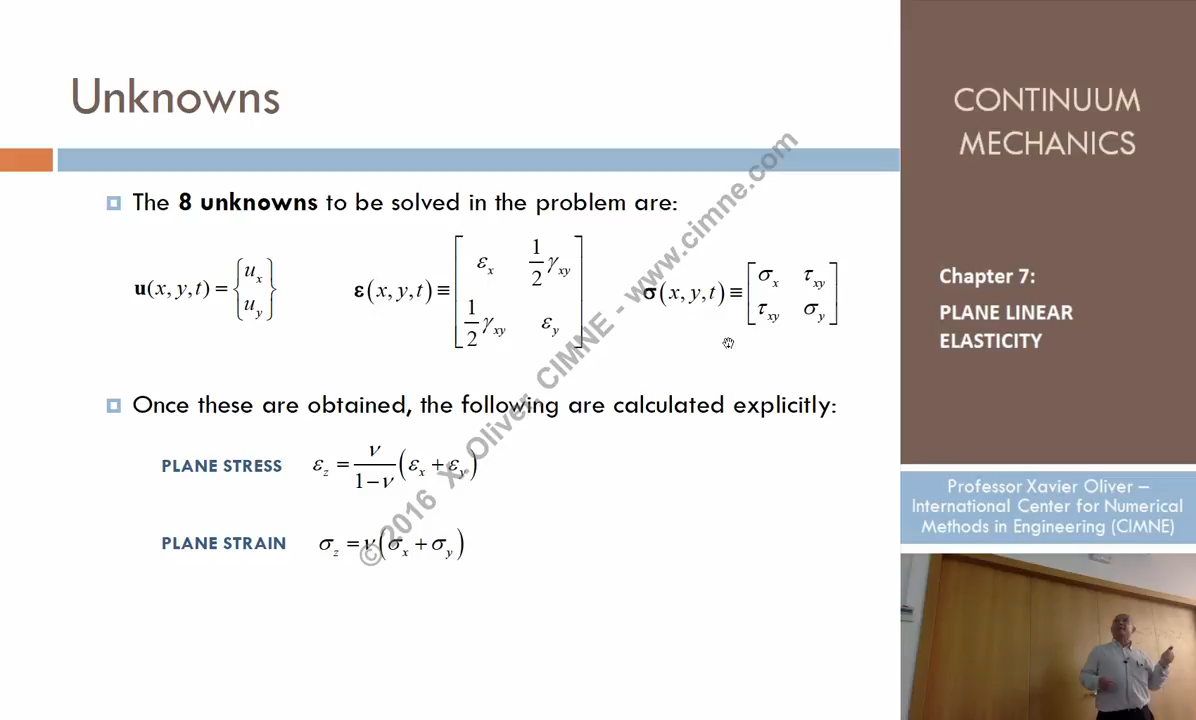 Unknowns
The 8 unknowns to be solved in the problem are:
u(x, y, t) = {u_x u_y}
ε(x, y, t) ≡ [ε_x 1/2 γ_xy
1/2 γ_xy ε_y]
σ(x, y, t) ≡ [σ_x τ_xy
τ_xy σ_y]
Once these are obtained, the following are calculated explicitly:
PLANE STRESS ε_z = ν/(1−ν) (ε_x + ε_y)
PLANE STRAIN σ_z = ν(σ_x + σ_y)
© 2016 X. Oliver, CIMNE - www.cimne.com
CONTINUUM
MECHANICS
Chapter 7:
PLANE LINEAR
ELASTICITY
Professor Xavier Oliver –
International Center for Numerical
Methods in Engineering (CIMNE)